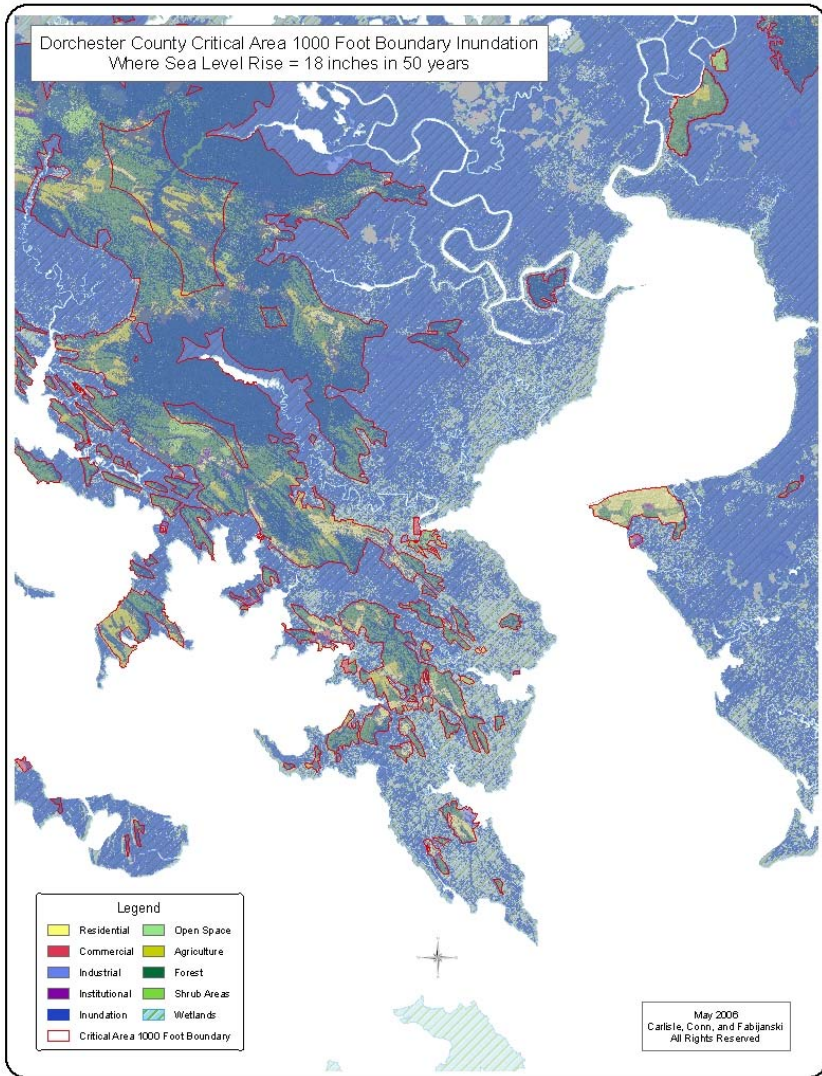 Dorchester County Critical Area 1000 Foot Boundary Inundation
Where Sea Level Rise = 18 inches in 50 years
Legend
Residential
Open Space
Commercial
Agriculture
Industrial
Forest
Institutional
Shrub Areas
Inundation
Wetlands
Critical Area 1000 Foot Boundary
May 2006
Carlisle, Conn, and Fabijanski
All Rights Reserved